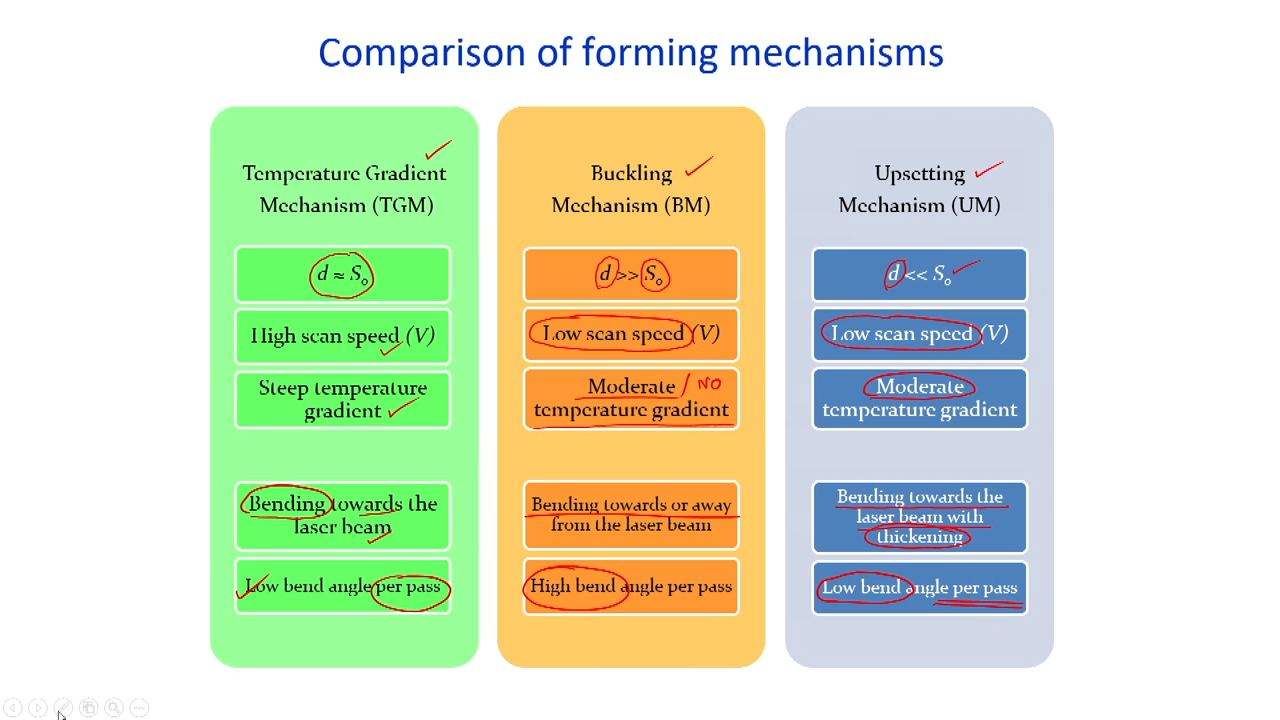 Comparison of forming mechanisms
Temperature Gradient
Mechanism (TGM)
d ≈ S₀
High scan speed (V)
Steep temperature
gradient
Bending towards the
laser beam
Low bend angle per pass
Buckling
Mechanism (BM)
d >> S₀
Low scan speed (V)
Moderate / NO
temperature gradient
Bending towards or away
from the laser beam
High bend angle per pass
Upsetting
Mechanism (UM)
d << S₀
Low scan speed (V)
Moderate
temperature gradient
Bending towards the
laser beam with
thickening
Low bend angle per pass